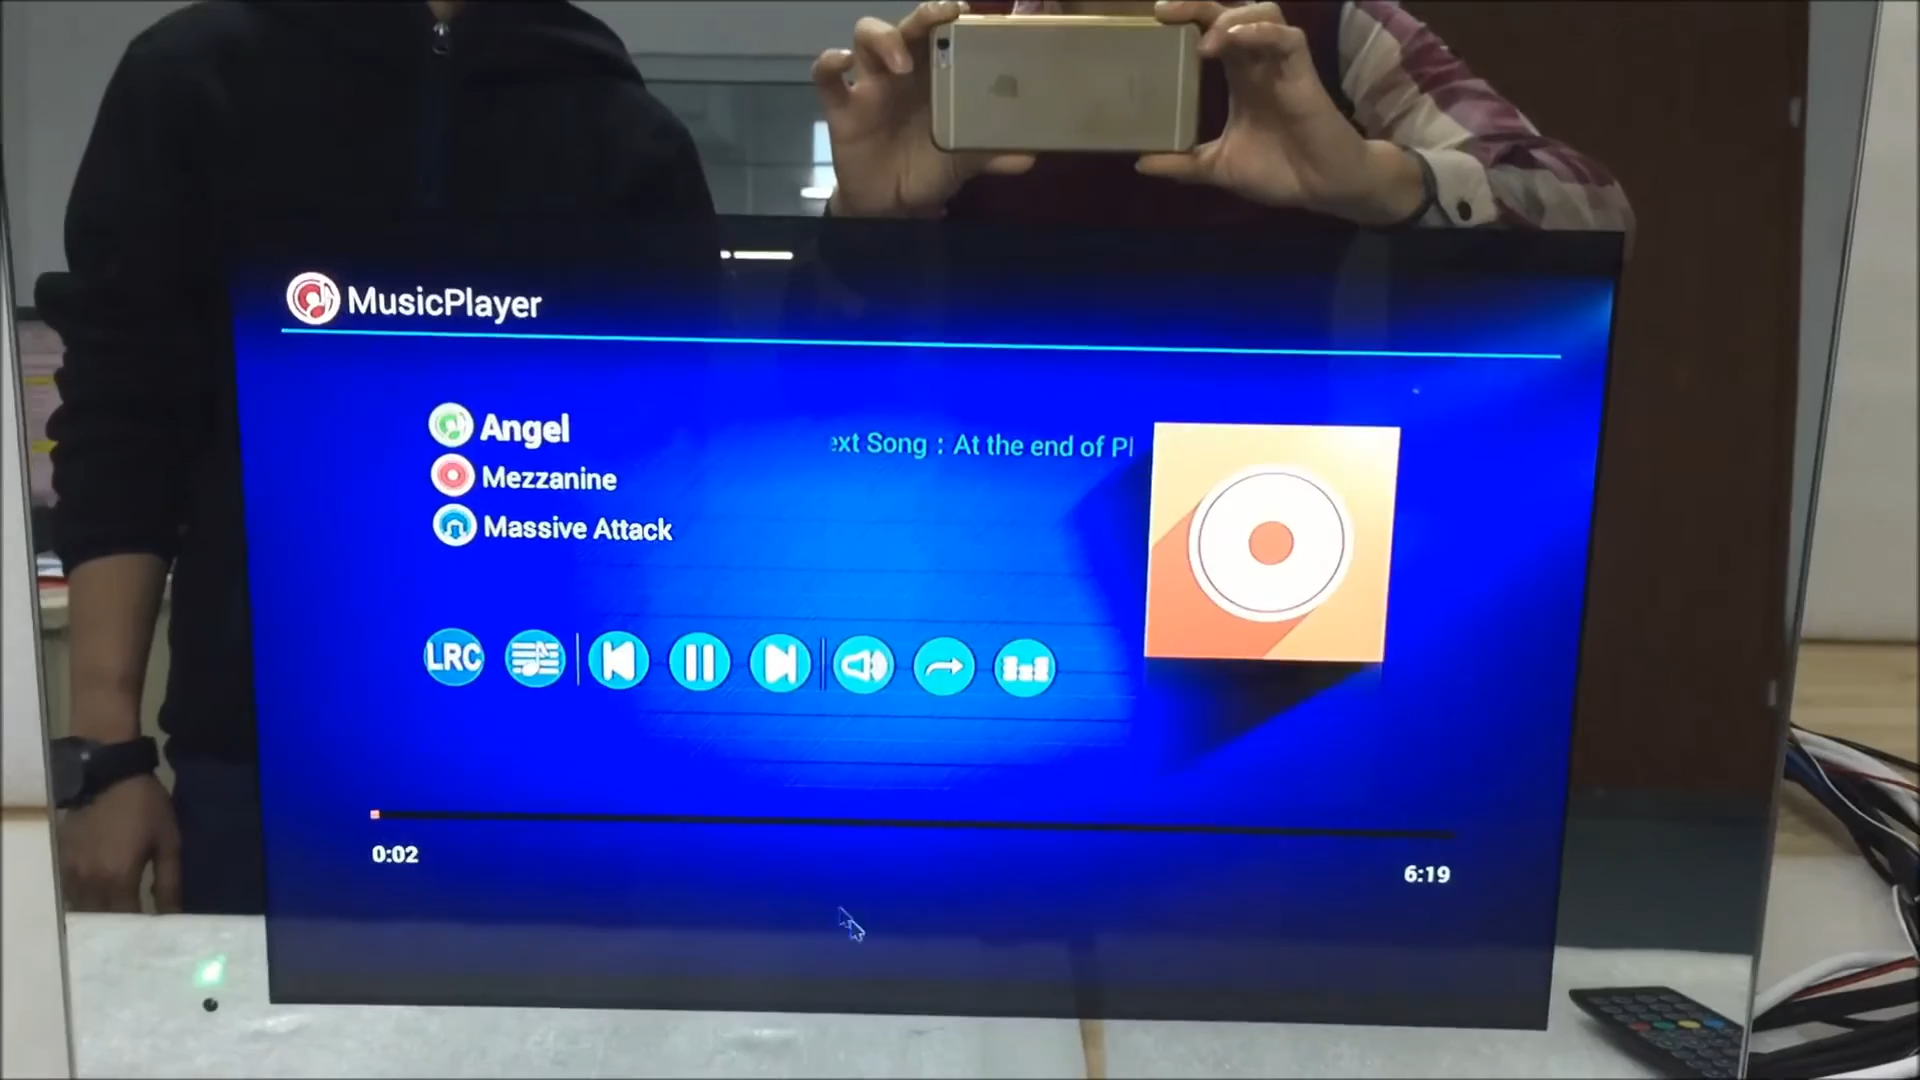 MusicPlayer
Angel
ext Song : At the end of Pl
Mezzanine
Massive Attack
LRC
0:02
6:19